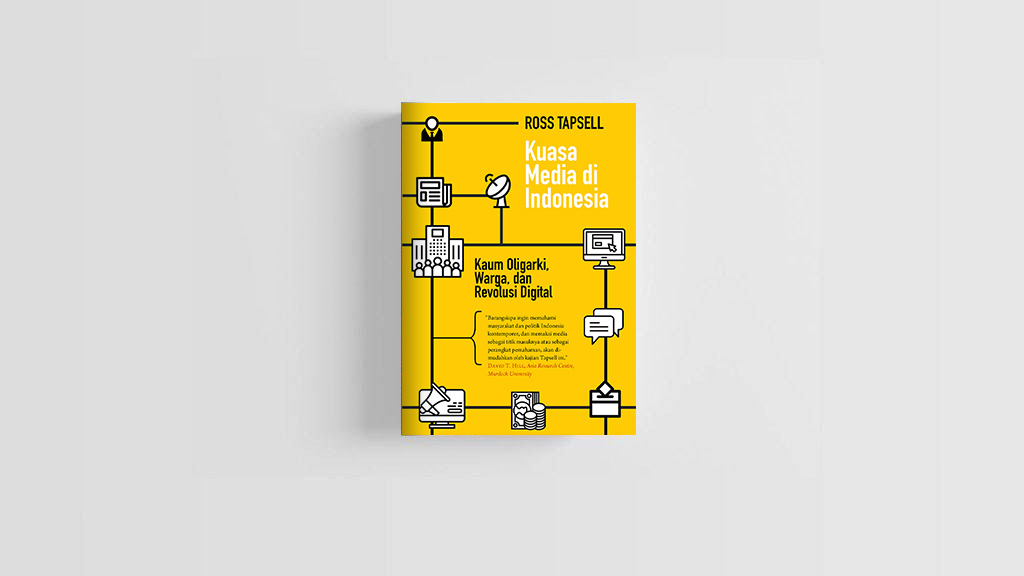 ROSS TAPSELL
Kuasa
Media di
Indonesia
Kaum Oligarki,
Warga, dan
Revolusi Digital
"Barangsiapa ingin memahami
masyarakat dan politik Indonesia
kontemporer, dan memakai media
sebagai titik masuknya atau sebagai
perangkat pemahaman, akan di-
mudahkan oleh kajian Tapsell ini."
DAVID T. HILL, Asia Research Centre,
Murdoch University